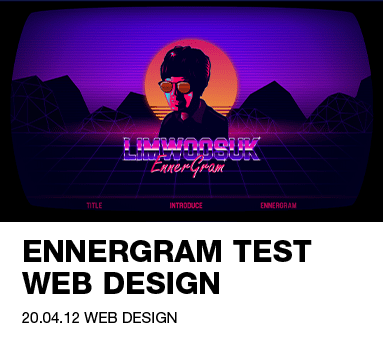 LIMWOOSUK
EnnerGram
TITLE
INTRODUCE
ENNERGRAM
ENNERGRAM TEST
WEB DESIGN
20.04.12 WEB DESIGN